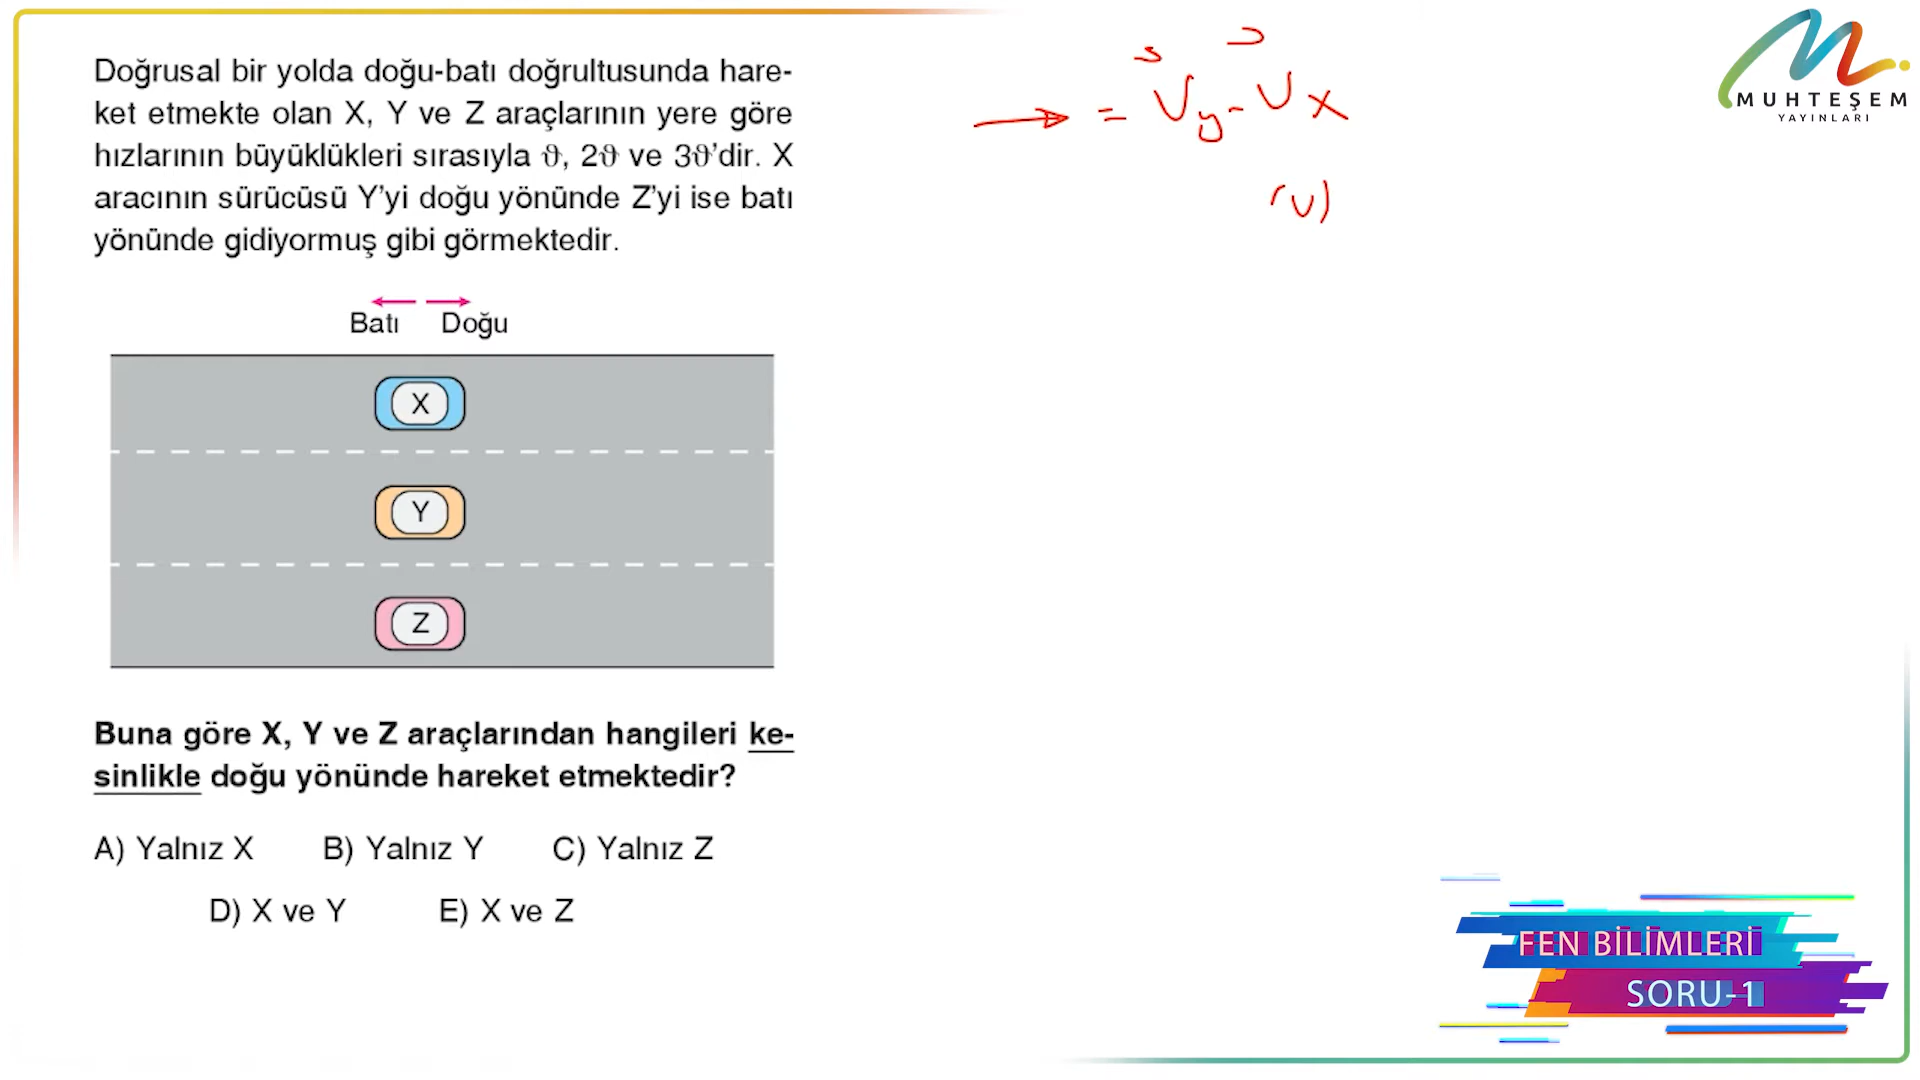 Doğrusal bir yolda doğu-batı doğrultusunda hare-
ket etmekte olan X, Y ve Z araçlarının yere göre
hızlarının büyüklükleri sırasıyla ϑ, 2ϑ ve 3ϑ’dir. X
aracının sürücüsü Y’yi doğu yönünde Z’yi ise batı
yönünde gidiyormuş gibi görmektedir.
Batı Doğu
X
Y
Z
Buna göre X, Y ve Z araçlarından hangileri ke-
sinlikle doğu yönünde hareket etmektedir?
A) Yalnız X B) Yalnız Y C) Yalnız Z
D) X ve Y E) X ve Z
= Vy - Vx
(V)
MUHTEŞEM
YAYINLARI
FEN BİLİMLERİ
SORU-1